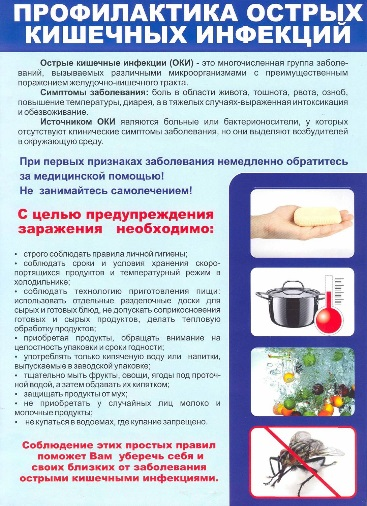 ПРОФИЛАКТИКА ОСТРЫХ
КИШЕЧНЫХ ИНФЕКЦИЙ
Острые кишечные инфекции (ОКИ) - это многочисленная группа заболе-
ваний, вызываемых различными микроорганизмами с преимущественным
поражением желудочно-кишечного тракта.
Симптомы заболевания: боль в области живота, тошнота, рвота, озноб,
повышение температуры, диарея, а в тяжелых случаях-выраженная интоксикация
и обезвоживание.
Источником ОКИ являются больные или бактерионосители, у которых
отсутствуют клинические симптомы заболевания, но они выделяют возбудителей
в окружающую среду.
При первых признаках заболевания немедленно обратитесь
за медицинской помощью!
Не занимайтесь самолечением!
С целью предупреждения
заражения необходимо:
• строго соблюдать правила личной гигиены;
• соблюдать сроки и условия хранения скоро-
портящихся продуктов и температурный режим в
холодильнике;
• соблюдать технологию приготовления пищи:
использовать отдельные разделочные доски для
сырых и готовых блюд, не допускать соприкосновения
готовых и сырых продуктов, делать тепловую
обработку продуктов;
• приобретая продукты, обращать внимание на
целостность упаковки и сроки годности;
• употреблять только кипяченую воду или напитки,
выпускаемые в заводской упаковке;
• тщательно мыть фрукты, овощи, ягоды под проточ-
ной водой, а затем обдавать их кипятком;
• защищать продукты от мух;
• не приобретать у случайных лиц молоко и
молочные продукты;
• не купаться в водоемах, где купание запрещено.
Соблюдение этих простых правил
поможет Вам уберечь себя и
своих близких от заболевания
острыми кишечными инфекциями.